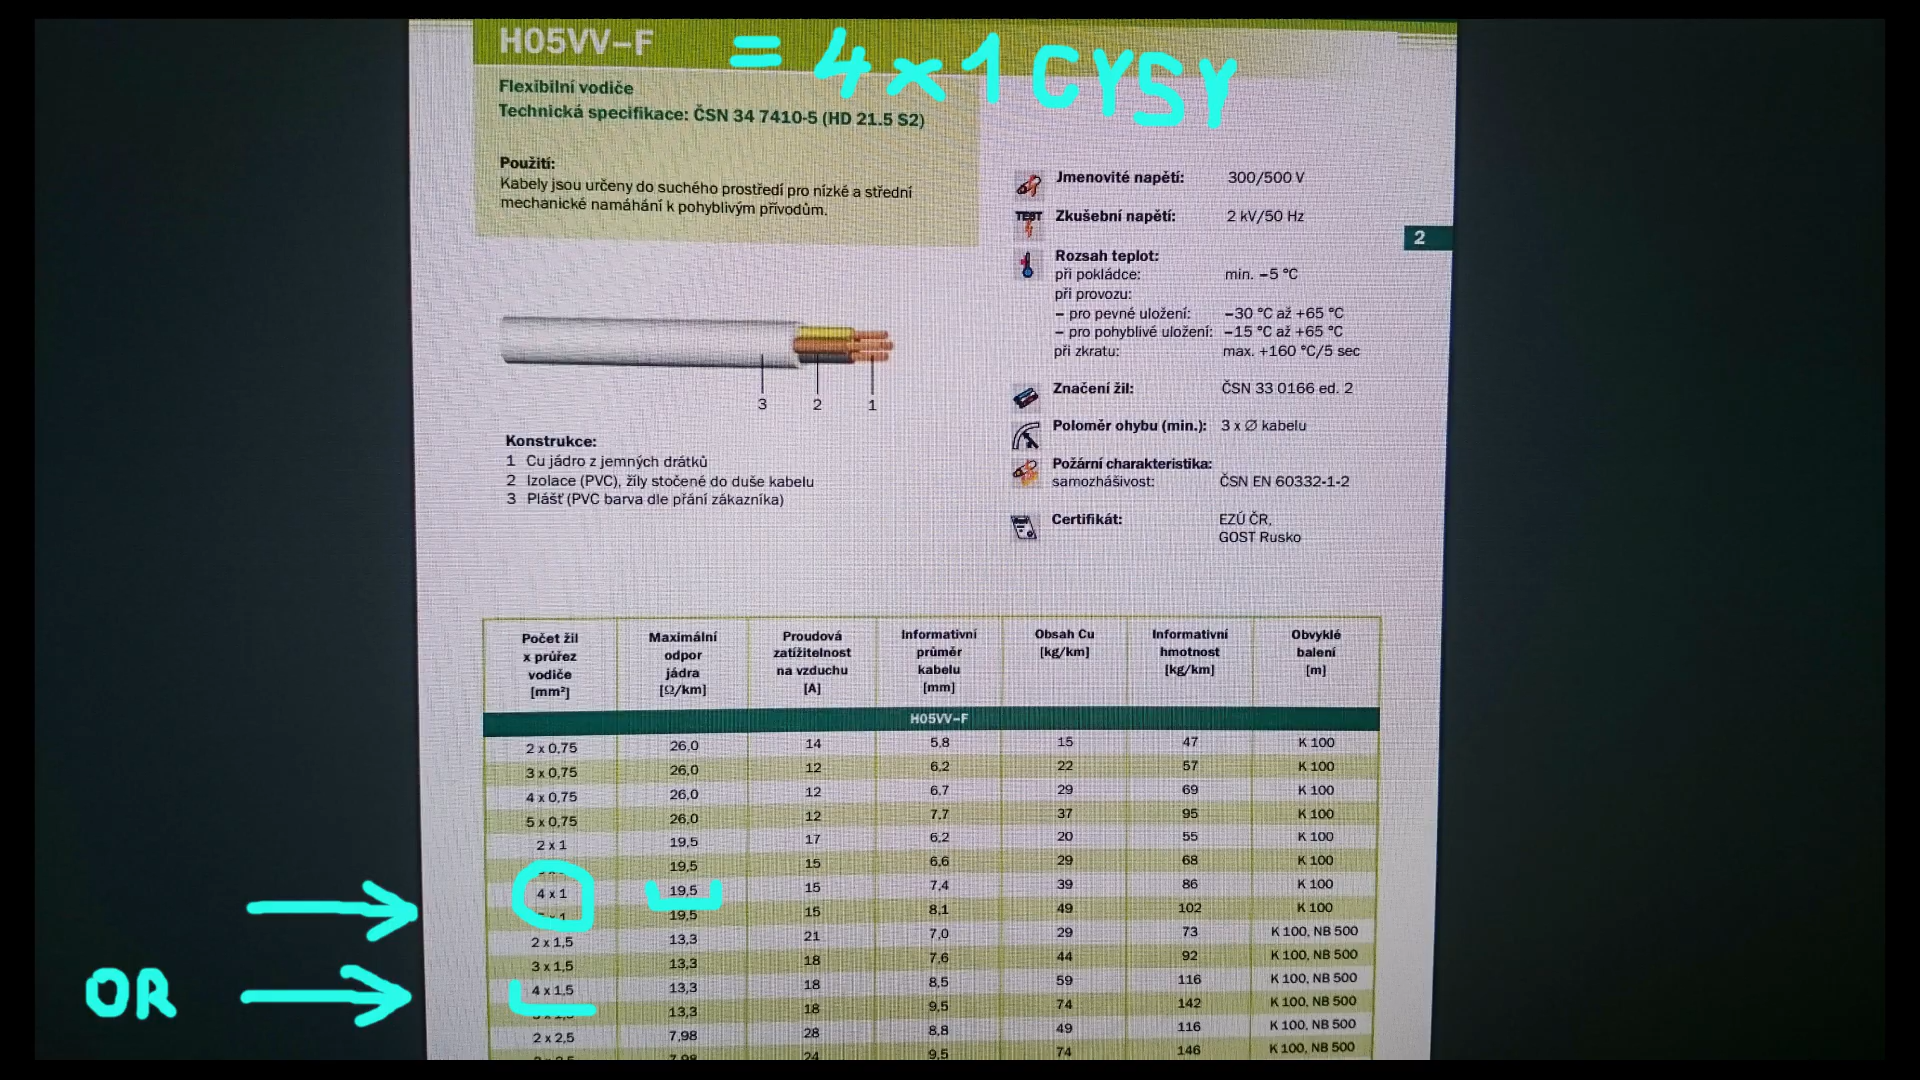 H05VV–F = 4x1 CYSY
Flexibilní vodiče
Technická specifikace: ČSN 34 7410-5 (HD 21.5 S2)
Použití:
Kabely jsou určeny do suchého prostředí pro nízké a střední
mechanické namáhání k pohyblivým přívodům.
3 2 1
Konstrukce:
1 Cu jádro z jemných drátků
2 Izolace (PVC), žíly stočené do duše kabelu
3 Plášť (PVC barva dle přání zákazníka)
Jmenovité napětí: 300/500 V
TEST
Zkušební napětí: 2 kV/50 Hz
2
Rozsah teplot:
při pokládce: min. –5 °C
při provozu:
– pro pevné uložení: –30 °C až +65 °C
– pro pohyblivé uložení: –15 °C až +65 °C
při zkratu: max. +160 °C/5 sec
Značení žil: ČSN 33 0166 ed. 2
Poloměr ohybu (min.): 3 x Ø kabelu
Požární charakteristika:
samozhášivost: ČSN EN 60332-1-2
Certifikát: EZÚ ČR,
GOST Rusko
Počet žil
x průřez
vodiče
[mm²]
Maximální
odpor
jádra
[Ω/km]
Proudová
zatížitelnost
na vzduchu
[A]
Informativní
průměr
kabelu
[mm]
Obsah Cu
[kg/km]
Informativní
hmotnost
[kg/km]
Obvyklé
balení
[m]
H05VV–F
2 x 0,75 26,0 14 5,8 15 47 K 100
3 x 0,75 26,0 12 6,2 22 57 K 100
4 x 0,75 26,0 12 6,7 29 69 K 100
5 x 0,75 26,0 12 7,7 37 95 K 100
2 x 1 19,5 17 6,2 20 55 K 100
19,5 15 6,6 29 68 K 100
4 x 1 19,5 15 7,4 39 86 K 100
x 1 19,5 15 8,1 49 102 K 100
2 x 1,5 13,3 21 7,0 29 73 K 100, NB 500
3 x 1,5 13,3 18 7,6 44 92 K 100, NB 500
OR 4 x 1,5 13,3 18 8,5 59 116 K 100, NB 500
13,3 18 9,5 74 142 K 100, NB 500
2 x 2,5 7,98 28 8,8 49 116 K 100, NB 500
7,98 24 9,5 74 146 K 100, NB 500